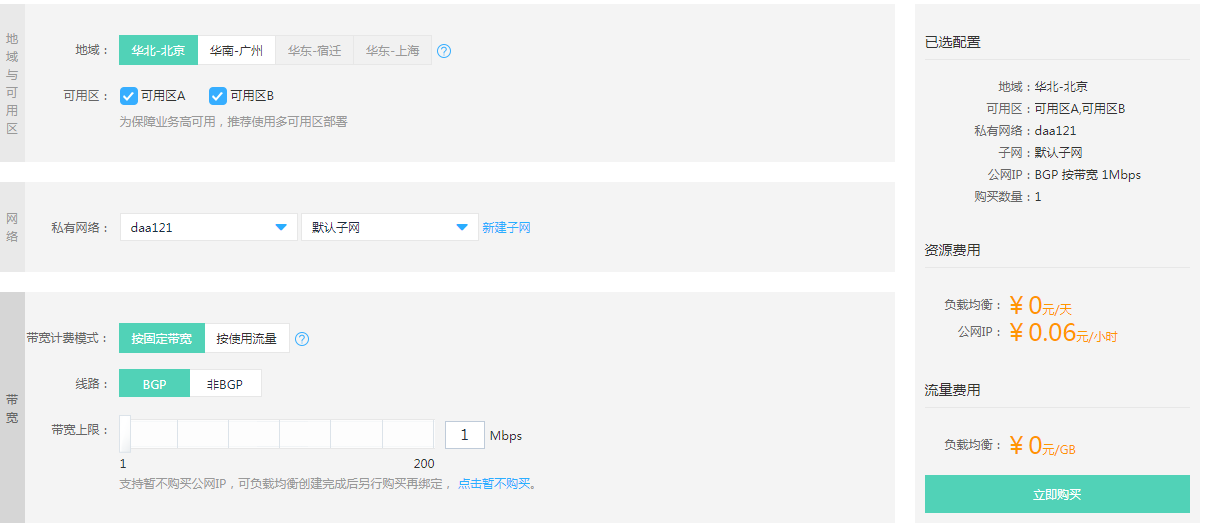 地域与可用区
地域： 华北-北京 华南-广州 华东-宿迁 华东-上海 ?
可用区： 可用区A 可用区B
为保障业务高可用，推荐使用多可用区部署
网络
私有网络： daa121 默认子网 新建子网
带宽
带宽计费模式： 按固定带宽 按使用流量 ?
线路： BGP 非BGP
带宽上限： 1 Mbps
1 200
支持暂不购买公网IP，可负载均衡创建完成后另行购买再绑定， 点击暂不购买。
已选配置
地域：华北-北京
可用区：可用区A,可用区B
私有网络：daa121
子网：默认子网
公网IP：BGP 按带宽 1Mbps
购买数量：1
资源费用
负载均衡： ¥ 0元/天
公网IP： ¥ 0.06元/小时
流量费用
负载均衡： ¥ 0元/GB
立即购买